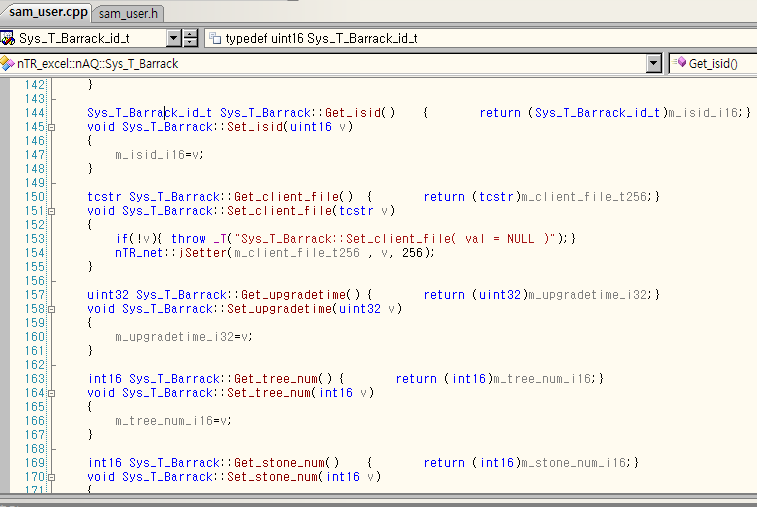 sam_user.cpp sam_user.h
Sys_T_Barrack_id_t typedef uint16 Sys_T_Barrack_id_t
nTR_excel::nAQ::Sys_T_Barrack Get_isid()
142 }
143
144 Sys_T_Barrack_id_t Sys_T_Barrack::Get_isid() { return (Sys_T_Barrack_id_t)m_isid_i16;}
145 void Sys_T_Barrack::Set_isid(uint16 v)
146 {
147 m_isid_i16=v;
148 }
149
150 tcstr Sys_T_Barrack::Get_client_file() { return (tcstr)m_client_file_t256;}
151 void Sys_T_Barrack::Set_client_file(tcstr v)
152 {
153 if(!v){ throw _T("Sys_T_Barrack::Set_client_file( val = NULL )");}
154 nTR_net::jSetter(m_client_file_t256 , v, 256);
155 }
156
157 uint32 Sys_T_Barrack::Get_upgradetime() { return (uint32)m_upgradetime_i32;}
158 void Sys_T_Barrack::Set_upgradetime(uint32 v)
159 {
160 m_upgradetime_i32=v;
161 }
162
163 int16 Sys_T_Barrack::Get_tree_num() { return (int16)m_tree_num_i16;}
164 void Sys_T_Barrack::Set_tree_num(int16 v)
165 {
166 m_tree_num_i16=v;
167 }
168
169 int16 Sys_T_Barrack::Get_stone_num() { return (int16)m_stone_num_i16;}
170 void Sys_T_Barrack::Set_stone_num(int16 v)
171 {